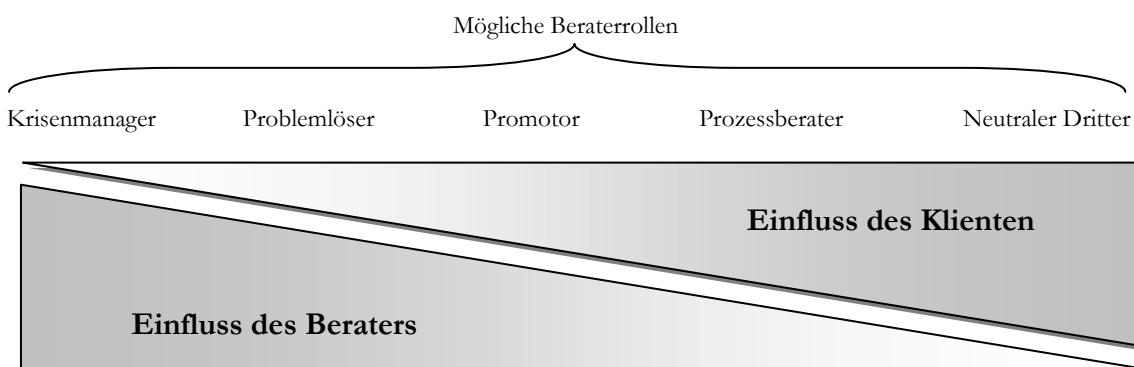 Mögliche Beraterrollen
Krisenmanager Problemlöser Promotor Prozessberater Neutraler Dritter
Einfluss des Klienten
Einfluss des Beraters